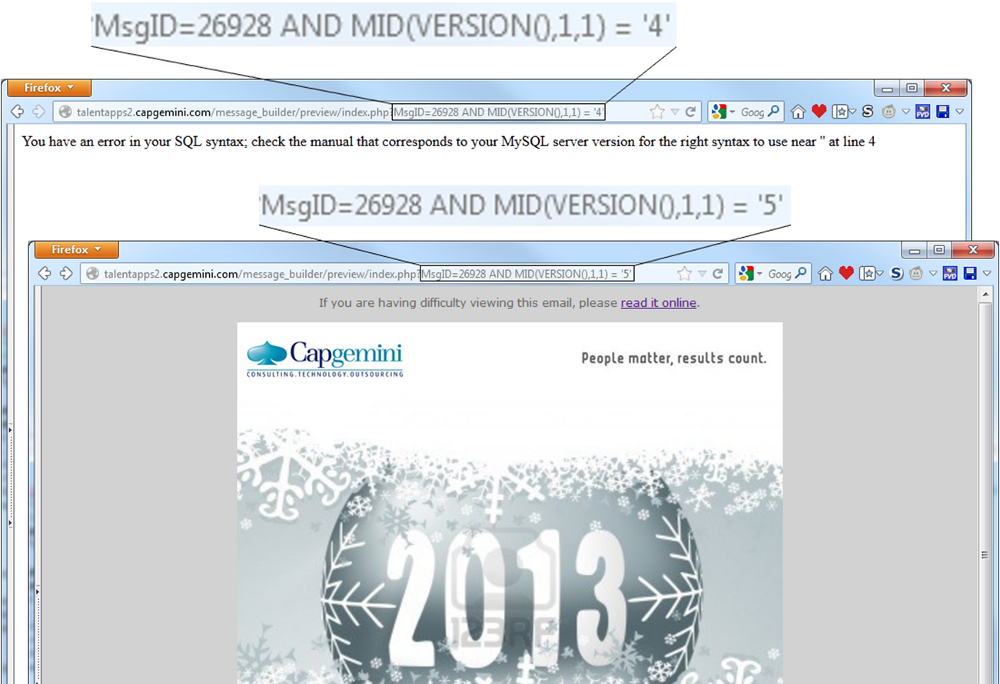 'MsgID=26928 AND MID(VERSION(),1,1) = '4'
Firefox
talentapps2.capgemini.com/message_builder/preview/index.php?MsgID=26928 AND MID(VERSION(),1,1) = '4'
Goog
You have an error in your SQL syntax; check the manual that corresponds to your MySQL server version for the right syntax to use near '' at line 4
'MsgID=26928 AND MID(VERSION(),1,1) = '5'
Firefox
talentapps2.capgemini.com/message_builder/preview/index.php?MsgID=26928 AND MID(VERSION(),1,1) = '5'
Goog
If you are having difficulty viewing this email, please read it online.
Capgemini
CONSULTING.TECHNOLOGY.OUTSOURCING
People matter, results count.
2013
123RF